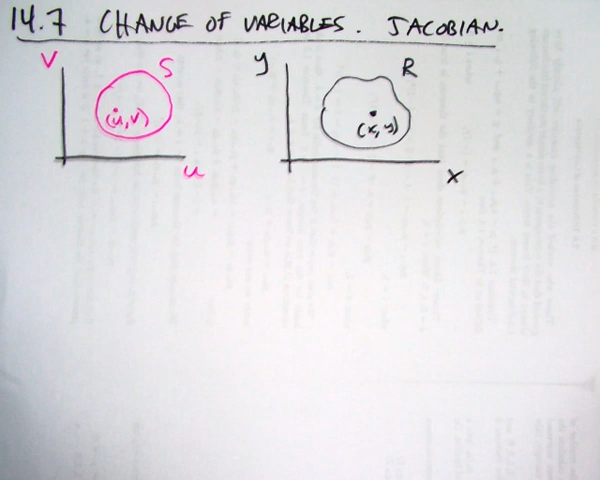 14.7 CHANGE OF VARIABLES. JACOBIAN.
V S
(u,v)
u
y R
(x,y)
x